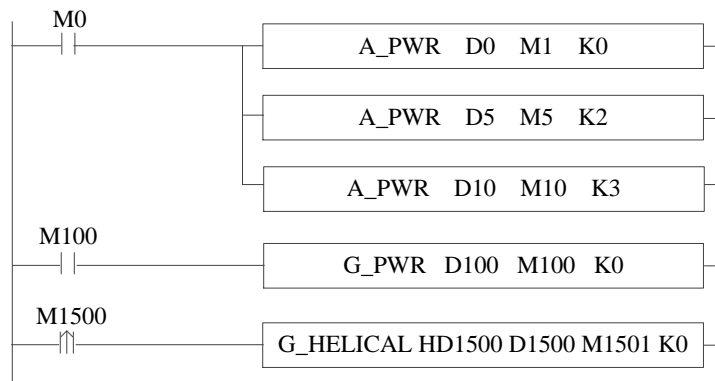 M0
A_PWR D0 M1 K0
A_PWR D5 M5 K2
A_PWR D10 M10 K3
M100
G_PWR D100 M100 K0
M1500
G_HELICAL HD1500 D1500 M1501 K0